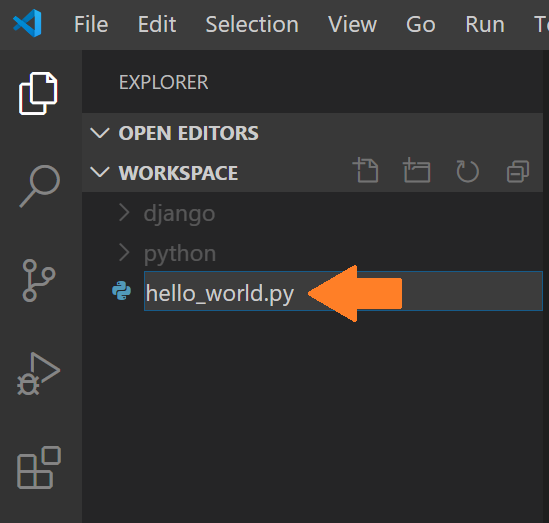 File Edit Selection View Go Run
EXPLORER
OPEN EDITORS
WORKSPACE
django
python
hello_world.py